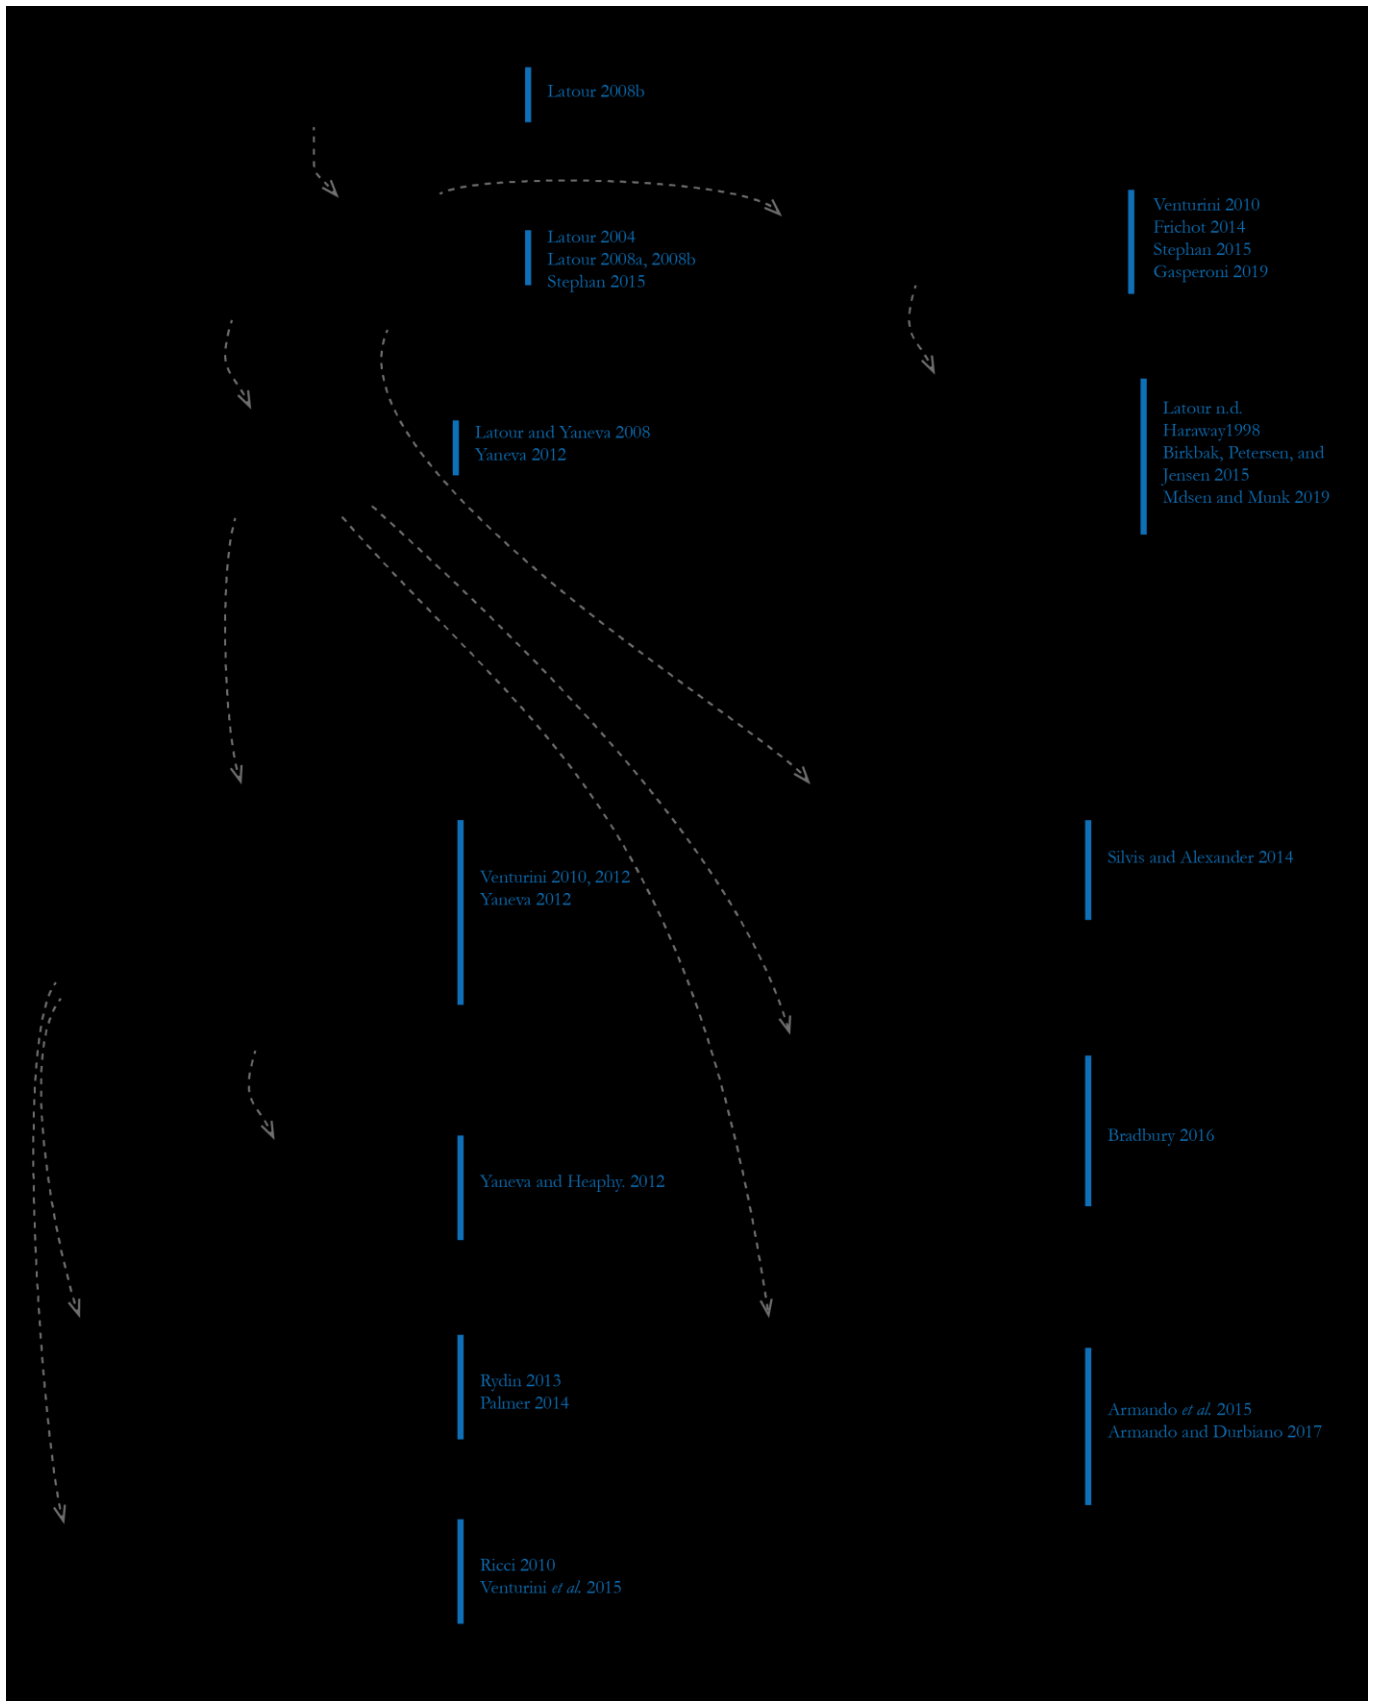 Latour 2008b
Venturini 2010
Frichot 2014
Stephan 2015
Gasperoni 2019
Latour 2004
Latour 2008a, 2008b
Stephan 2015
Latour n.d.
Haraway1998
Birkbak, Petersen, and
Jensen 2015
Mdsen and Munk 2019
Latour and Yaneva 2008
Yaneva 2012
Silvis and Alexander 2014
Venturini 2010, 2012
Yaneva 2012
Bradbury 2016
Yaneva and Heaphy. 2012
Rydin 2013
Palmer 2014
Armando et al. 2015
Armando and Durbiano 2017
Ricci 2010
Venturini et al. 2015